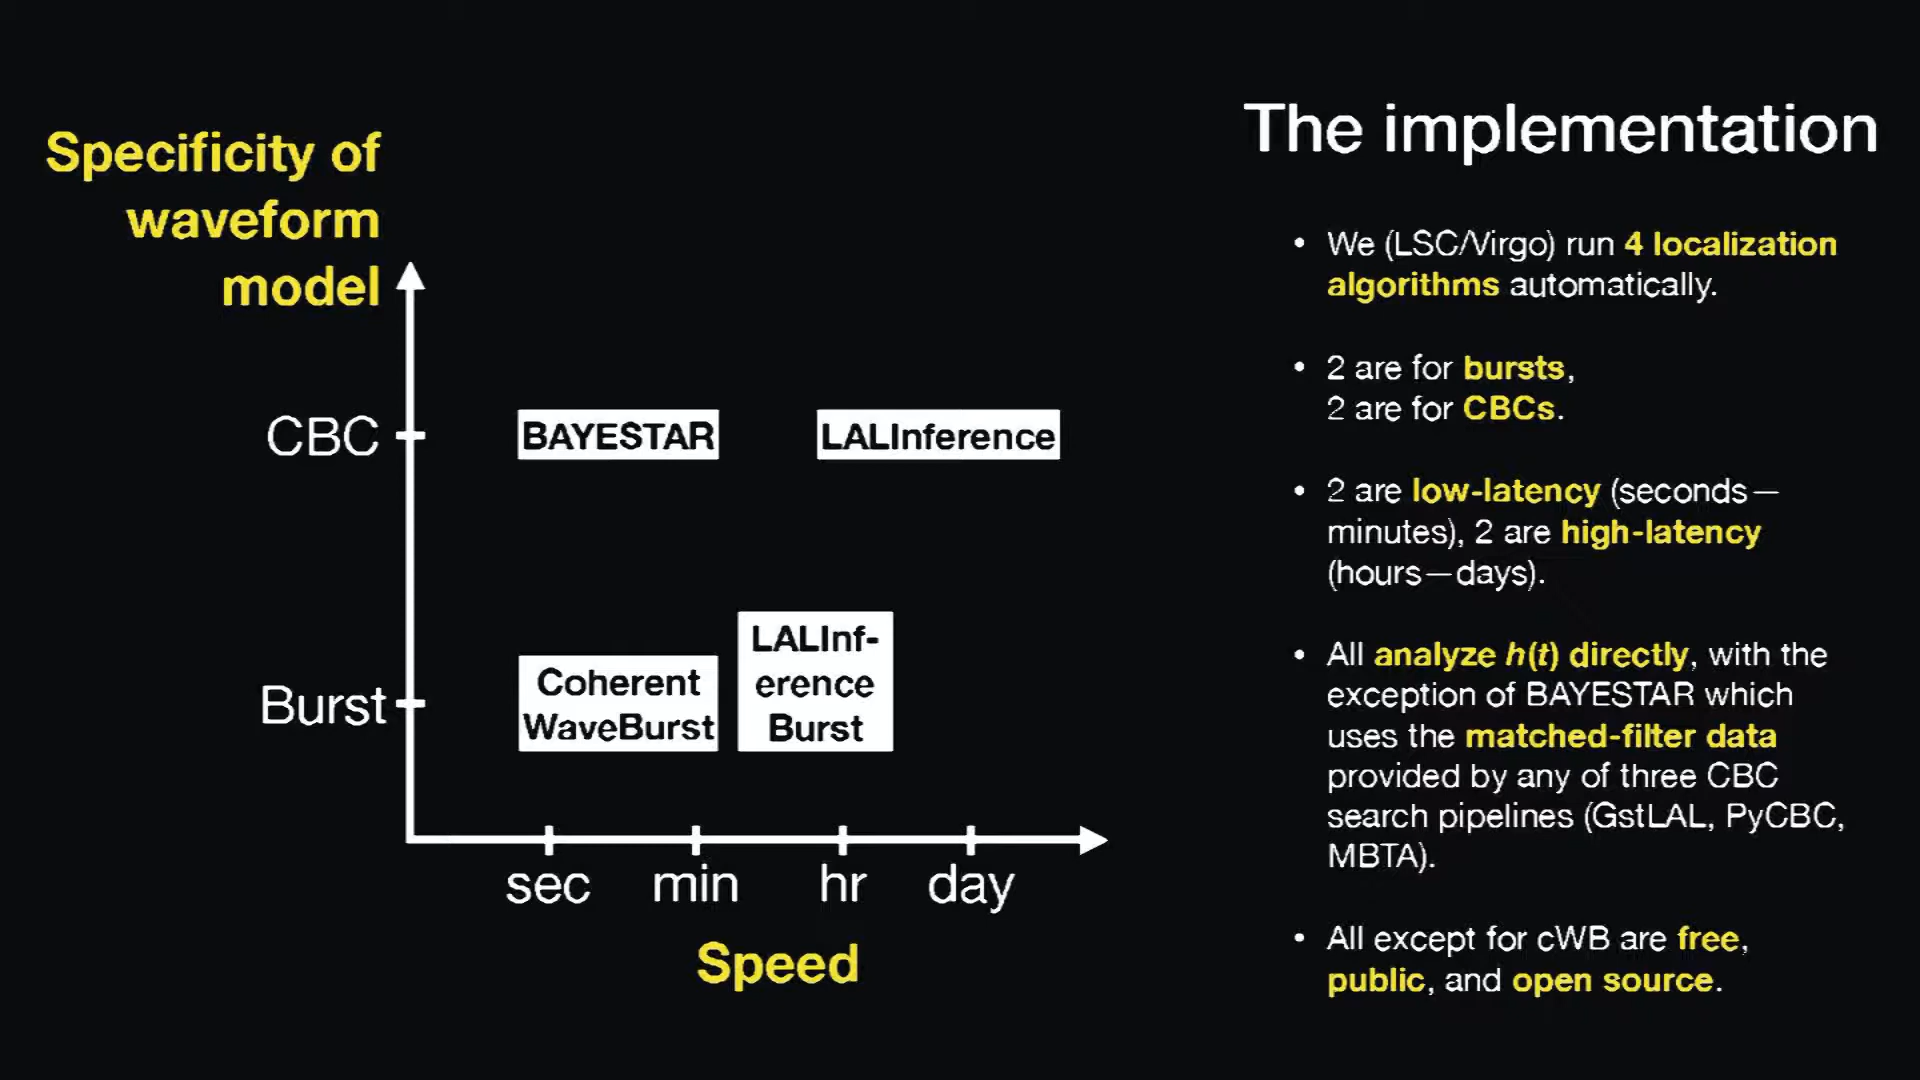 Specificity of
waveform
model
CBC
Burst
BAYESTAR
LALInference
Coherent
WaveBurst
LALInf-
erence
Burst
sec
min
hr
day
Speed
The implementation
• We (LSC/Virgo) run 4 localization
algorithms automatically.
• 2 are for bursts,
2 are for CBCs.
• 2 are low-latency (seconds—
minutes), 2 are high-latency
(hours—days).
• All analyze h(t) directly, with the
exception of BAYESTAR which
uses the matched-filter data
provided by any of three CBC
search pipelines (GstLAL, PyCBC,
MBTA).
• All except for cWB are free,
public, and open source.